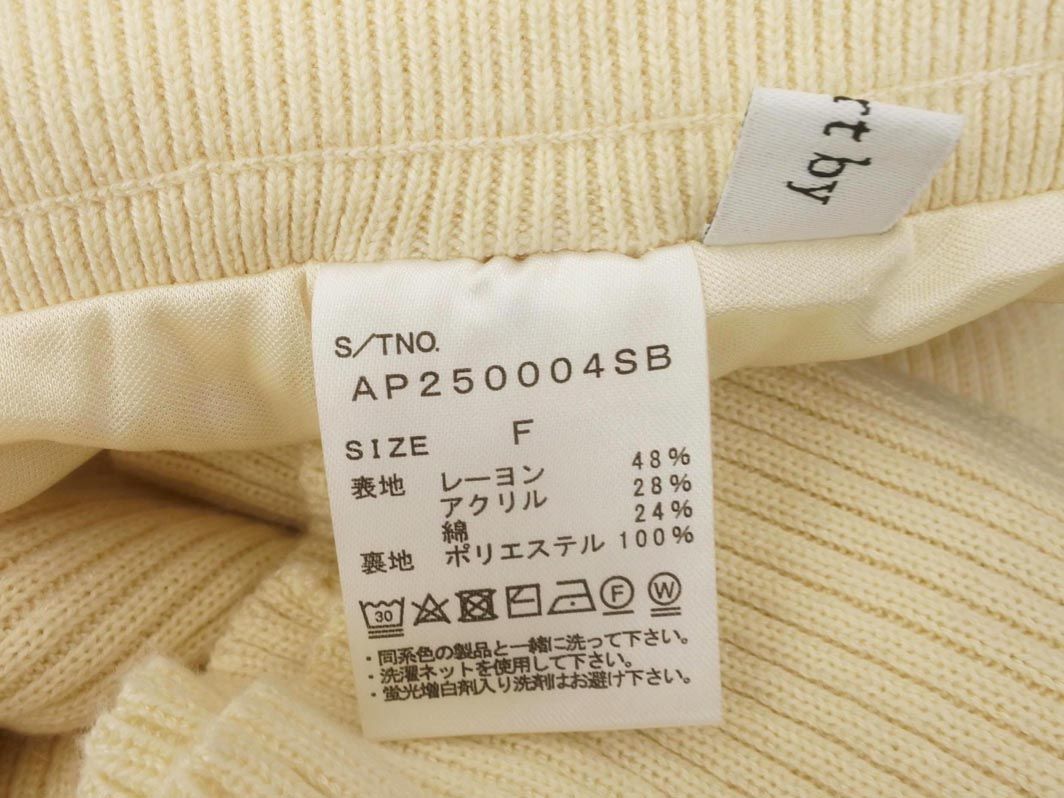 rt by
S/TNO.
AP250004SB
SIZE F
表地 レーヨン 48%
アクリル 28%
綿 24%
裏地 ポリエステル 100%
30 F W
・同系色の製品と一緒に洗って下さい。
・洗濯ネットを使用して下さい。
・蛍光増白剤入り洗剤はお避け下さい。